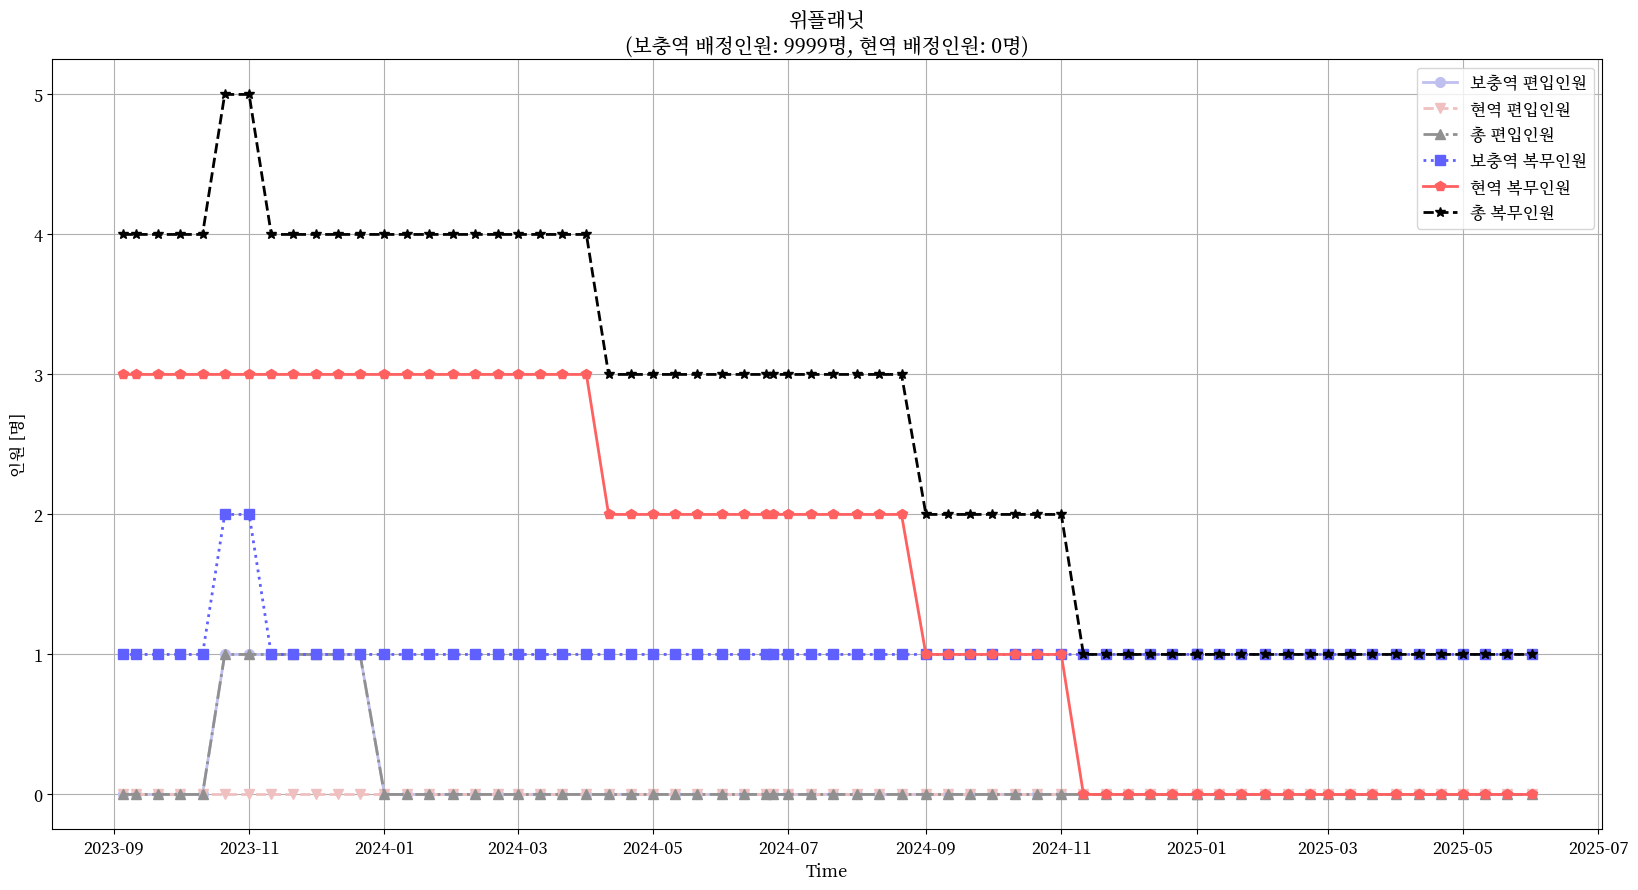 위플래닛
(보충역 배정인원: 9999명, 현역 배정인원: 0명)
보충역 편입인원
현역 편입인원
총 편입인원
보충역 복무인원
현역 복무인원
총 복무인원
인원 [명]
5
4
3
2
1
0
2023-09 2023-11 2024-01 2024-03 2024-05 2024-07 2024-09 2024-11 2025-01 2025-03 2025-05 2025-07
Time